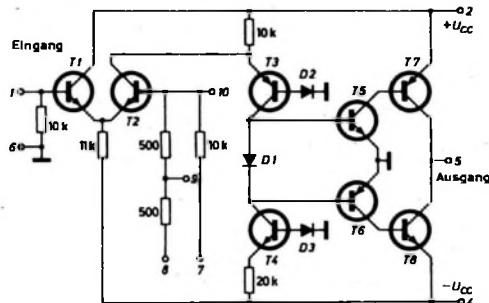 2
+U_CC
10k
Eingang
T1
T3
D2
T7
T5
1
T2
10
10k
11k
500
10k
D1
5
6
9
Ausgang
500
T6
T8
D3
8
7
T4
20k
-U_CC
4